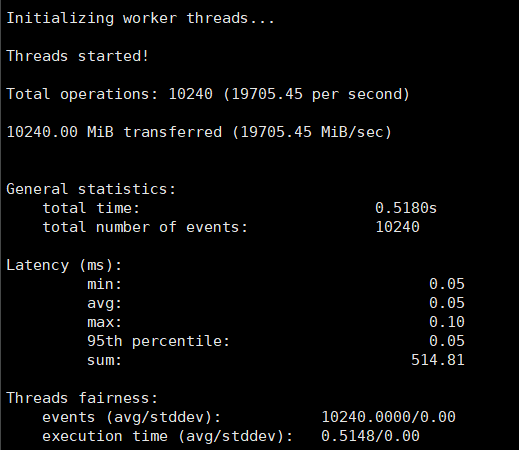 Initializing worker threads...
Threads started!
Total operations: 10240 (19705.45 per second)
10240.00 MiB transferred (19705.45 MiB/sec)
General statistics:
total time: 0.5180s
total number of events: 10240
Latency (ms):
min: 0.05
avg: 0.05
max: 0.10
95th percentile: 0.05
sum: 514.81
Threads fairness:
events (avg/stddev): 10240.0000/0.00
execution time (avg/stddev): 0.5148/0.00